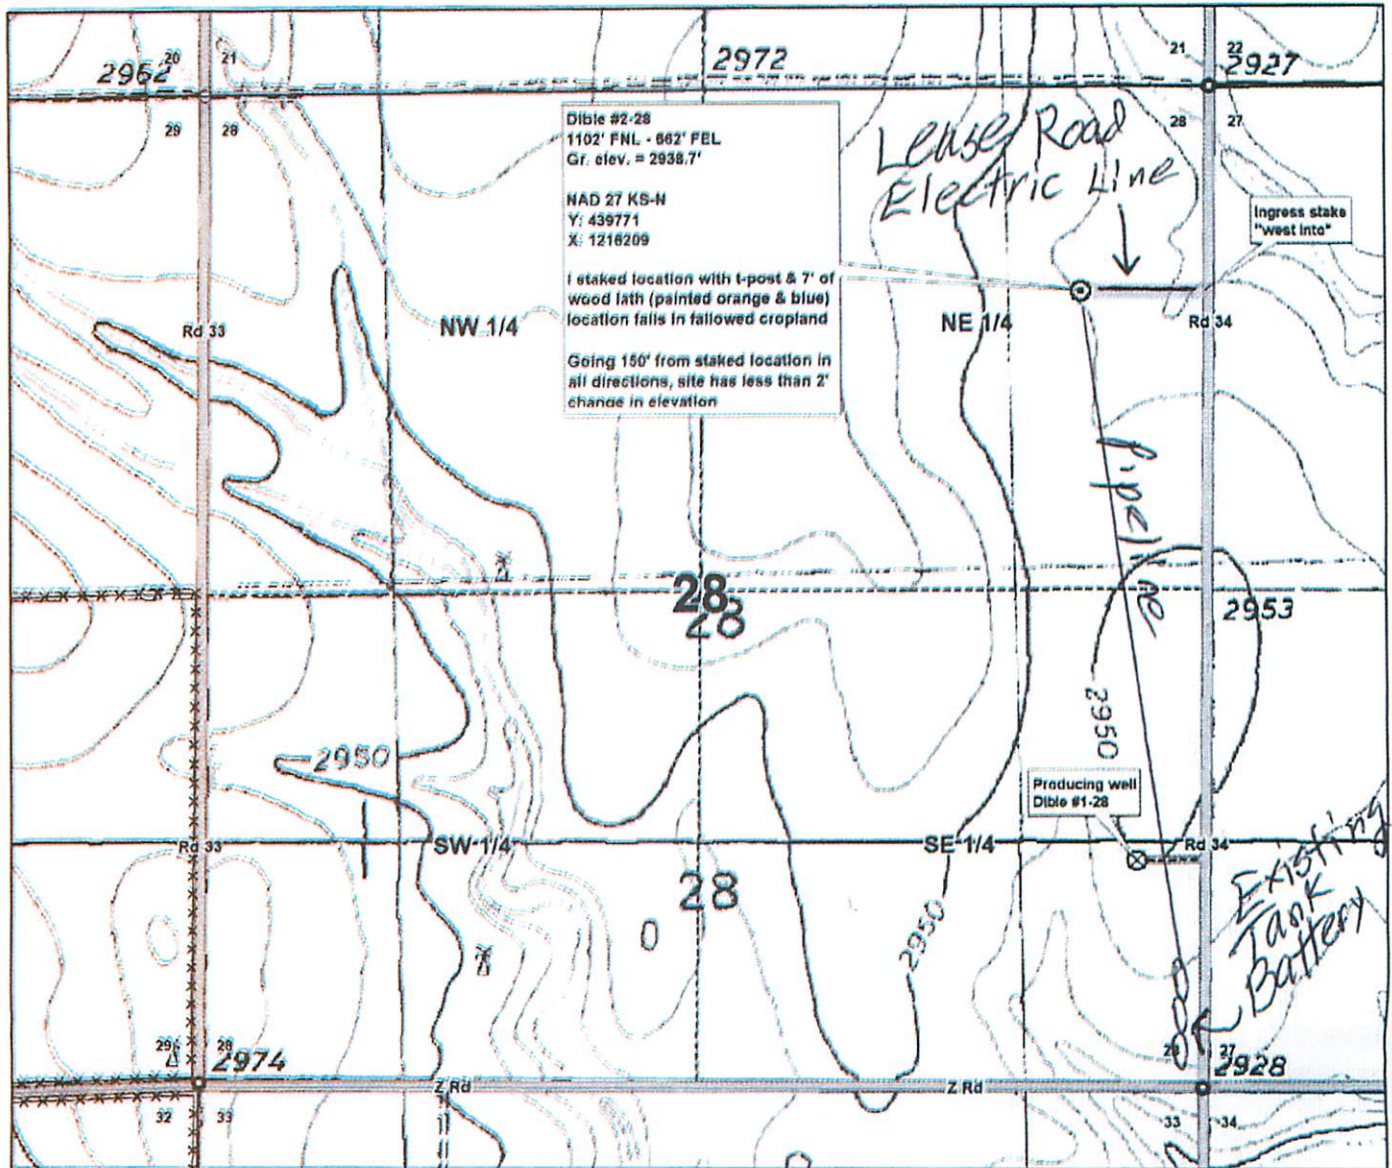 20
21
2962
2972
21
22
2927
29
28
28
27
Dible #2-28
1102' FNL - 662' FEL
Gr. elev. = 2938.7'
NAD 27 KS-N
Y: 439771
X: 1216209
I staked location with t-post & 7' of
wood lath (painted orange & blue)
location falls in fallowed cropland
Going 150' from staked location in
all directions, site has less than 2'
change in elevation
Lease Road
Electric Line
Ingress stake
"west into"
Rd 33
NW 1/4
NE 1/4
Rd 34
Pipeline
28
28
2953
2950
2950
Producing well
Dible #1-28
Rd 33
SW 1/4
SE 1/4
Rd 34
28
2950
Existing
Tank
Battery
29
28
2974
28
27
2928
Z Rd
Z Rd
32
33
33
34